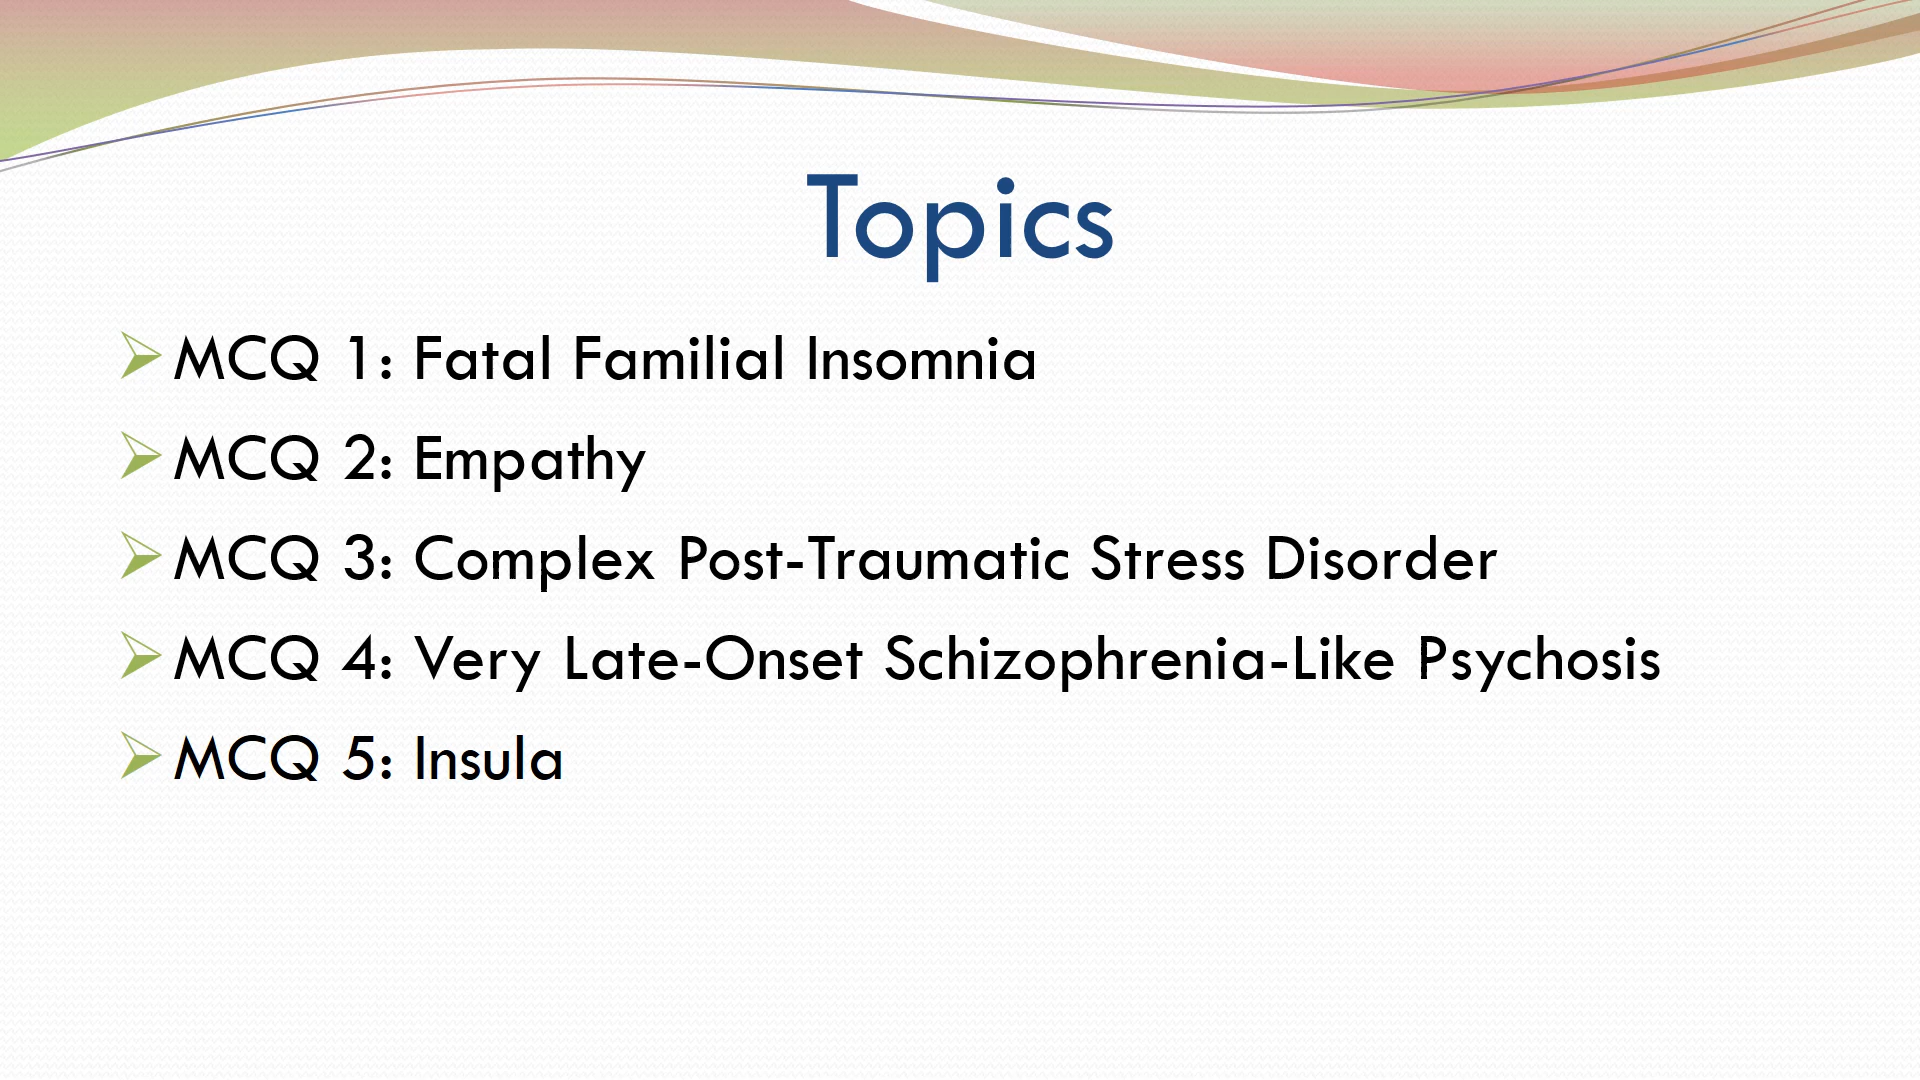 Topics
MCQ 1: Fatal Familial Insomnia
MCQ 2: Empathy
MCQ 3: Complex Post-Traumatic Stress Disorder
MCQ 4: Very Late-Onset Schizophrenia-Like Psychosis
MCQ 5: Insula